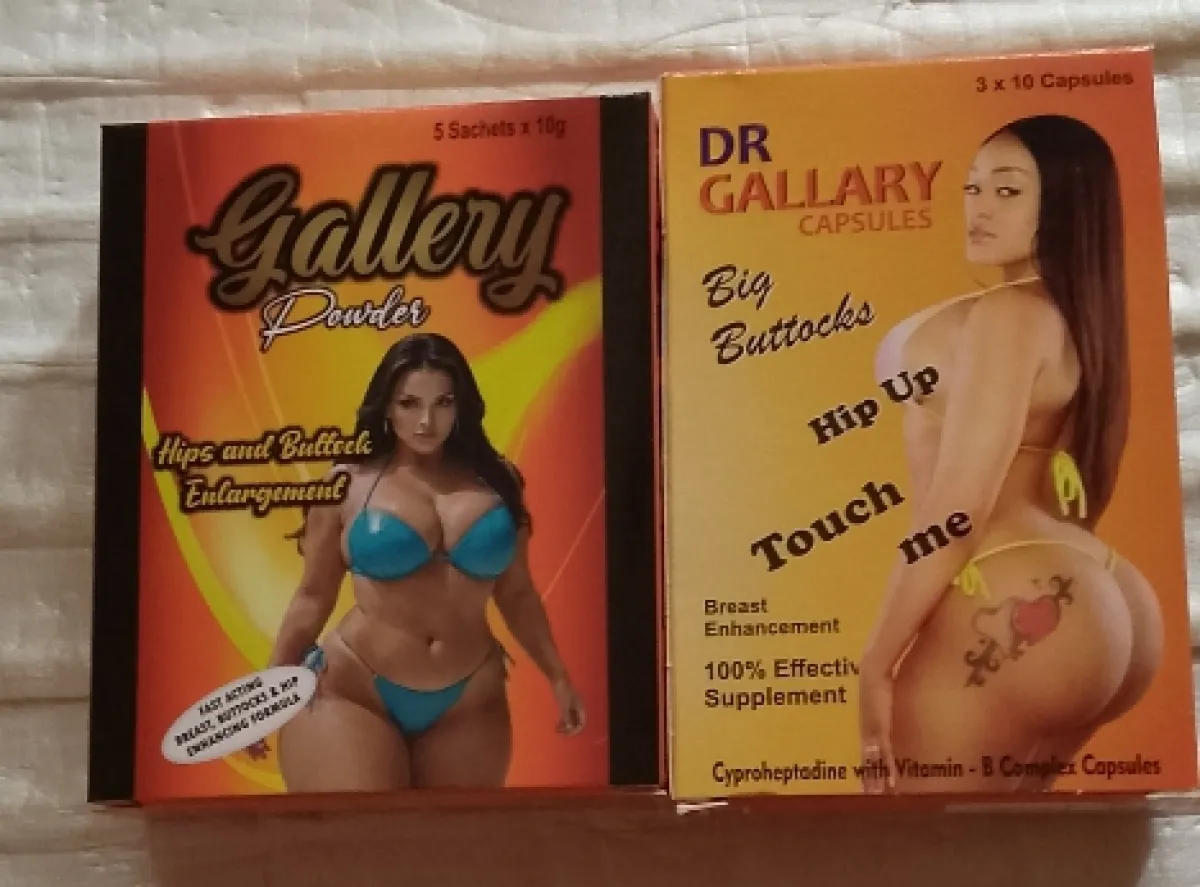 5 Sachets x 10g
Gallery
Powder
Hips and Buttock
Enlargement
FAST ACTING
BREAST, BUTTOCKS & HIP
ENHANCING FORMULA
3 x 10 Capsules
DR
GALLARY
CAPSULES
Big
Buttocks
Hip Up
Touch
me
Breast
Enhancement
100% Effectiv
Supplement
Cyproheptadine with Vitamin - B Complex Capsules